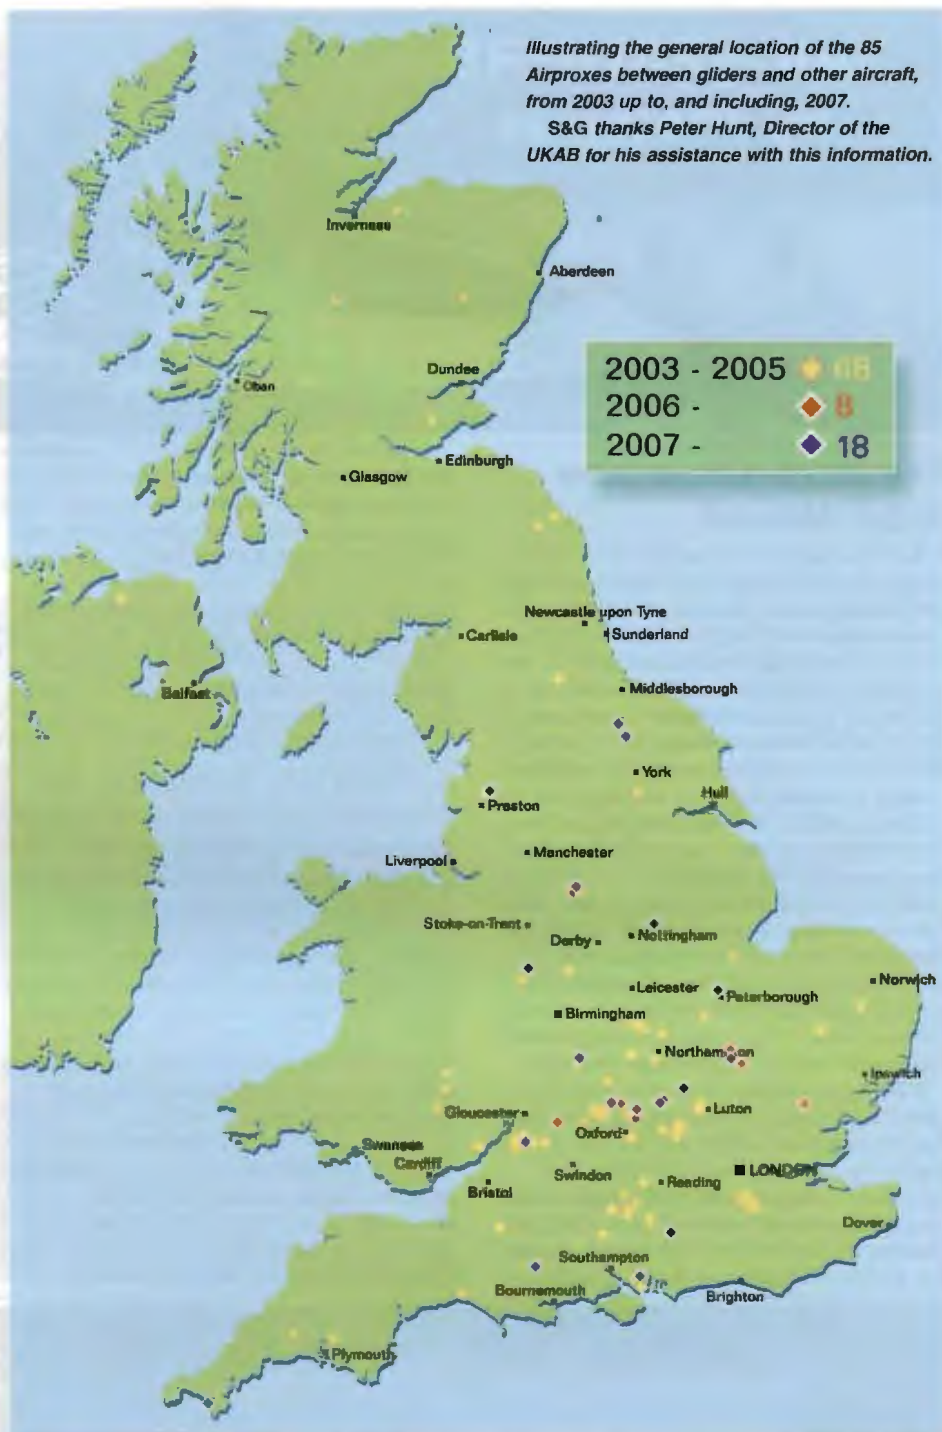 Illustrating the general location of the 85
Airproxes between gliders and other aircraft,
from 2003 up to, and including, 2007.
S&G thanks Peter Hunt, Director of the
UKAB for his assistance with this information.
Inverness
Aberdeen
2003 - 2005
2006 - 8
2007 - 18
Dundee
Oban
Edinburgh
Glasgow
Newcastle upon Tyne
Carlisle
Sunderland
Belfast
Middlesborough
York
Hull
Preston
Manchester
Liverpool
Stoke-on-Trent
Nottingham
Derby
Norwich
Leicester
Peterborough
Birmingham
Northampton
Ipswich
Gloucester
Luton
Oxford
Swansea
Cardiff
Swindon
LONDON
Bristol
Reading
Dover
Southampton
Bournemouth
Brighton
Plymouth